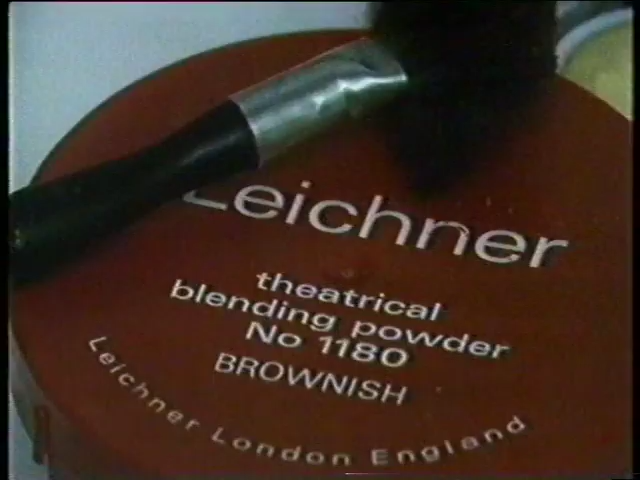 Leichner
theatrical
blending powder
No 1180
BROWNISH
Leichner London England